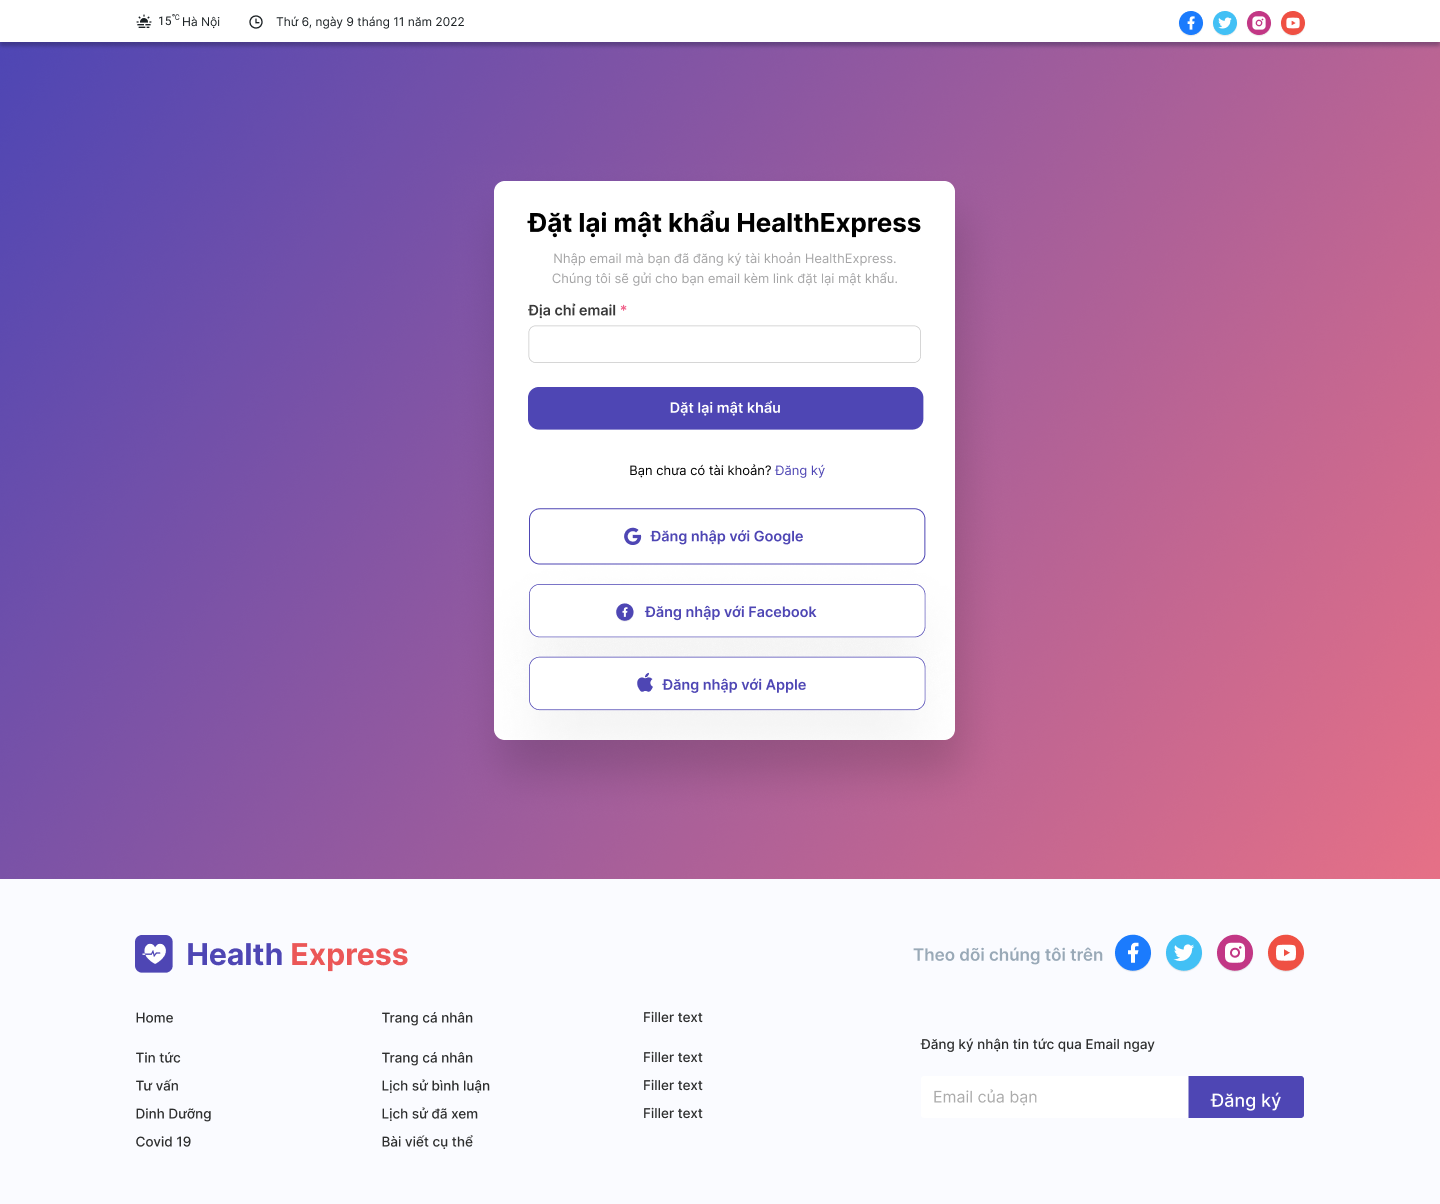 15°C Hà Nội
Thứ 6, ngày 9 tháng 11 năm 2022
Đặt lại mật khẩu HealthExpress
Nhập email mà bạn đã đăng ký tài khoản HealthExpress.
Chúng tôi sẽ gửi cho bạn email kèm link đặt lại mật khẩu.
Địa chỉ email *
Dặt lại mật khẩu
Bạn chưa có tài khoản? Đăng ký
Đăng nhập với Google
Đăng nhập với Facebook
Đăng nhập với Apple
Health Express
Theo dõi chúng tôi trên
Home
Tin tức
Tư vấn
Dinh Dưỡng
Covid 19
Trang cá nhân
Trang cá nhân
Lịch sử bình luận
Lịch sử đã xem
Bài viết cụ thể
Filler text
Filler text
Filler text
Filler text
Đăng ký nhận tin tức qua Email ngay
Email của bạn
Đăng ký